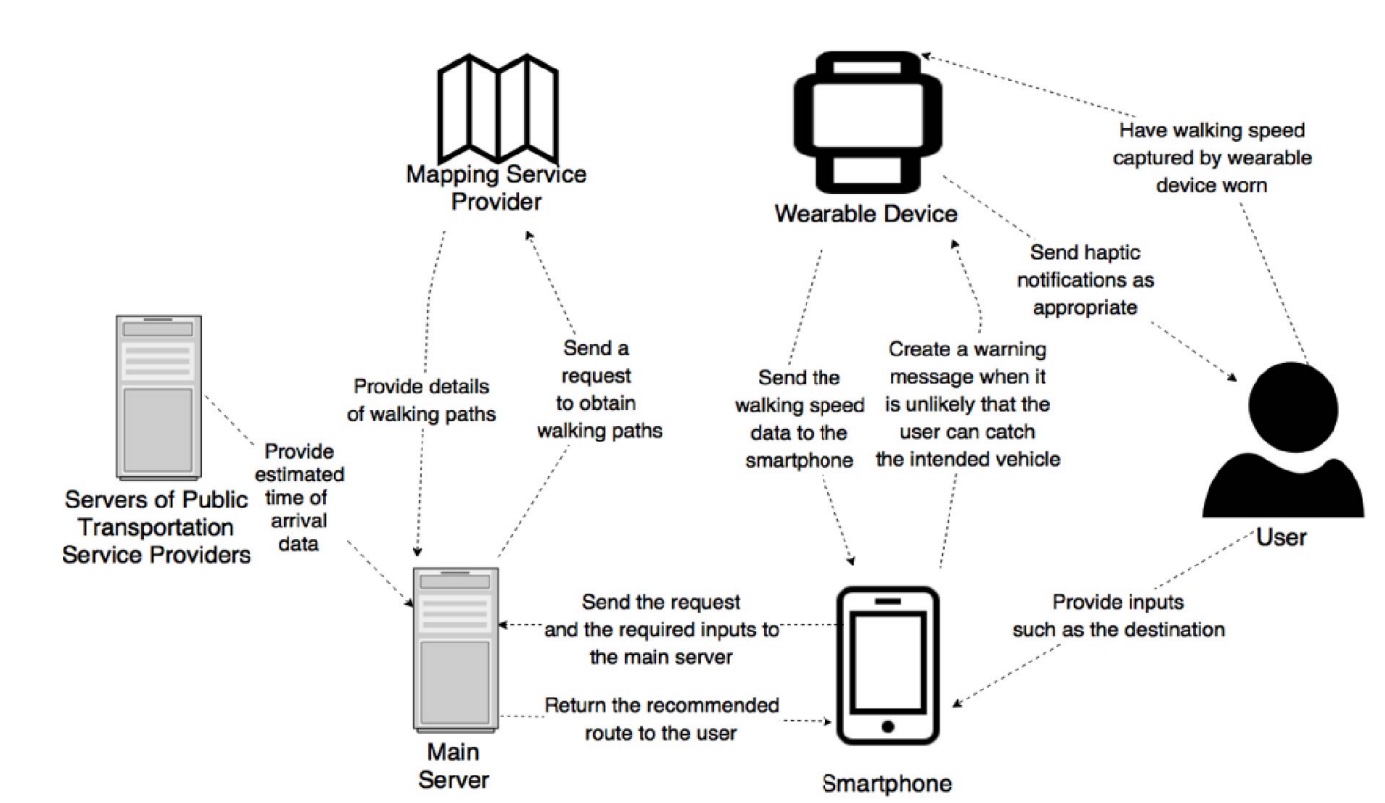 Mapping Service
Provider
Wearable Device
Have walking speed
captured by wearable
device worn
Send haptic
notifications as
appropriate
Servers of Public
Transportation
Service Providers
Provide
estimated
time of
arrival
data
Provide details
of walking paths
Send a
request
to obtain
walking paths
Send the
walking speed
data to the
smartphone
Create a warning
message when it
is unlikely that the
user can catch
the intended vehicle
User
Send the request
and the required inputs to
the main server
Provide inputs
such as the destination
Return the recommended
route to the user
Main
Server
Smartphone